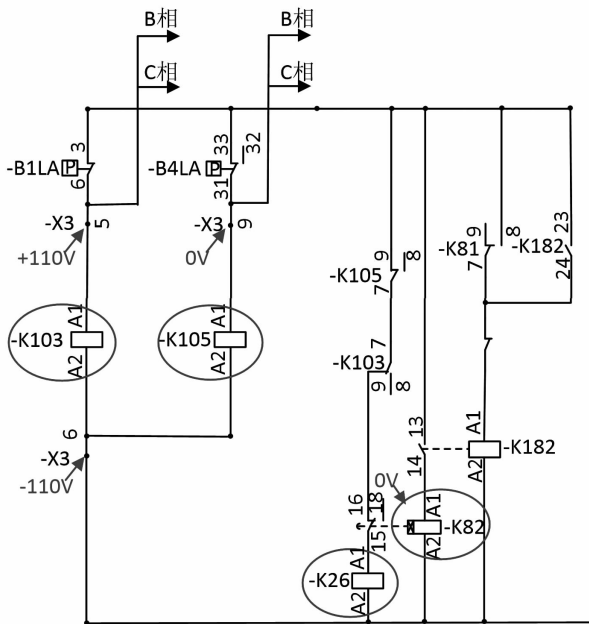 B相
B相
C相
C相
3
33
32
-B1LA
P
-B4LA
P
6
31
-X3
5
-X3
9
+110V
0V
9
8
-K105
7
9
8
-K81
7
-K182
23
24
A1
-K103
A2
A1
-K105
A2
7
-K103
9
8
6
-X3
-110V
13
14
A1
-K182
A2
0V
16
18
15
A1
-K82
A2
A1
-K26
A2